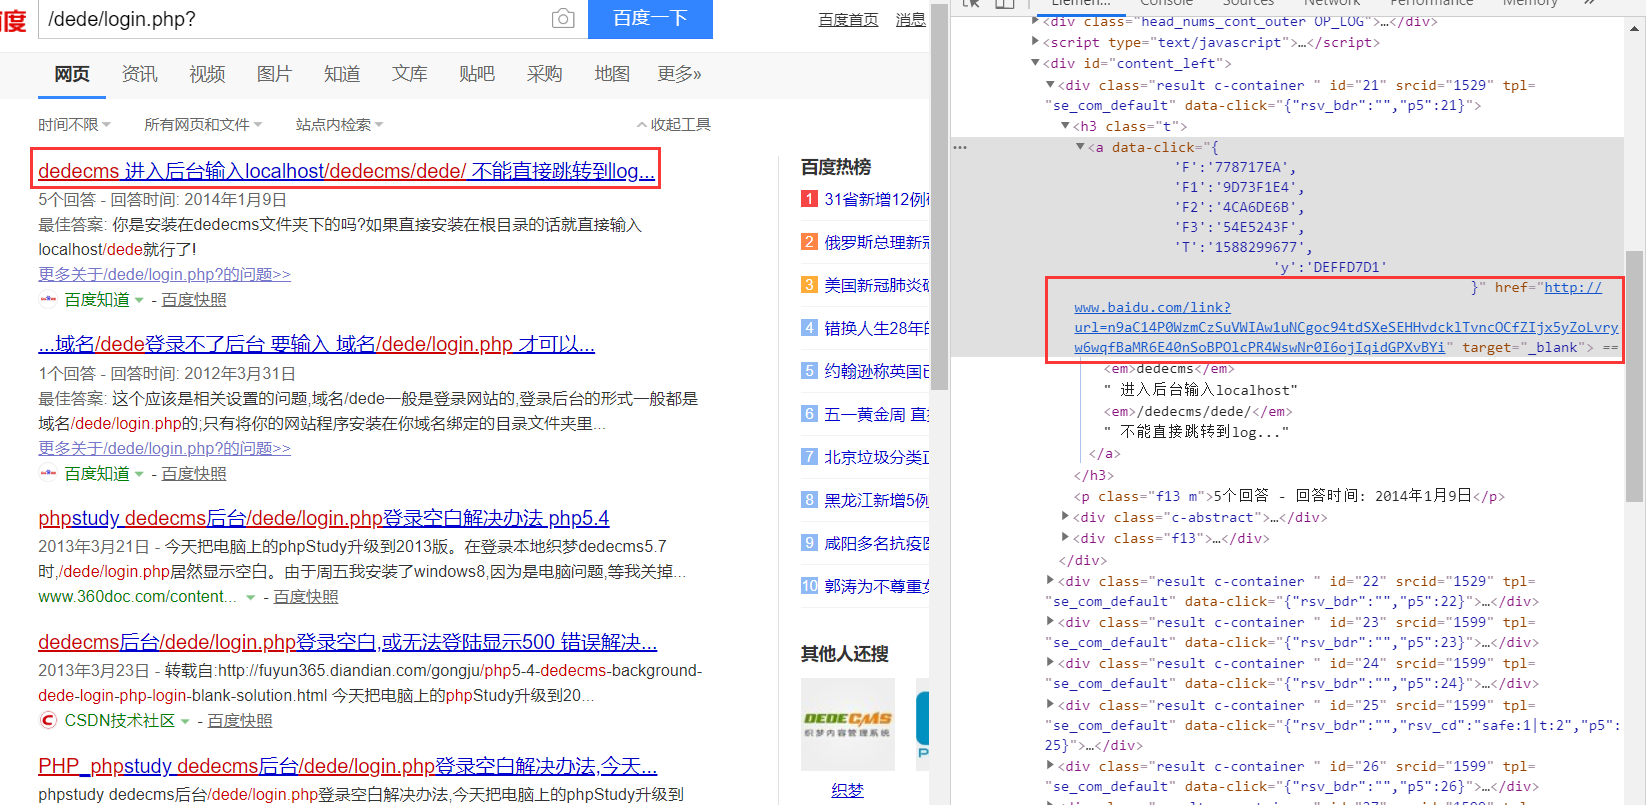 百度
/dede/login.php?
百度一下
百度首页 消息
网页 资讯 视频 图片 知道 文库 贴吧 采购 地图 更多»
时间不限 所有网页和文件 站点内检索 收起工具
dedecms 进入后台输入localhost/dedecms/dede/ 不能直接跳转到log...
5个回答 - 回答时间: 2014年1月9日
最佳答案: 你是安装在dedecms文件夹下的吗?如果直接安装在根目录的话就直接输入
localhost/dede就行了!
更多关于/dede/login.php?的问题>>
百度知道 - 百度快照
...域名/dede登录不了后台 要输入 域名/dede/login.php 才可以...
1个回答 - 回答时间: 2012年3月31日
最佳答案: 这个应该是相关设置的问题,域名/dede一般是登录网站的,登录后台的形式一般都是
域名/dede/login.php的;只有将你的网站程序安装在你域名绑定的目录文件夹里...
更多关于/dede/login.php?的问题>>
百度知道 - 百度快照
phpstudy dedecms后台/dede/login.php登录空白解决办法 php5.4
2013年3月21日 - 今天把电脑上的phpStudy升级到2013版。在登录本地织梦dedecms5.7
时,/dede/login.php居然显示空白。由于周五我安装了windows8,因为是电脑问题,等我关掉...
www.360doc.com/content... - 百度快照
dedecms后台/dede/login.php登录空白,或无法登陆显示500 错误解决...
2013年3月23日 - 转载自:http://fuyun365.diandian.com/gongju/php5-4-dedecms-background-
dede-login-php-login-blank-solution.html 今天把电脑上的phpStudy升级到20...
CSDN技术社区 - 百度快照
PHP_phpstudy dedecms后台/dede/login.php登录空白解决办法,今天...
phpstudy dedecms后台/dede/login.php登录空白解决办法,今天把电脑上的phpStudy升级到
百度热榜
1 31省新增12例
2 俄罗斯总理新冠
3 美国新冠肺炎
4 错换人生28年的
5 约翰逊称英国已
6 五一黄金周 直
7 北京垃圾分类正
8 黑龙江新增5例
9 咸阳多名抗疫医
10 郭涛为不尊重女
其他人还搜
DEDECMS
织梦内容管理系统
P
织梦
Elemen... Console Sources Network Performance Memory »
<div class="head_nums_cont_outer OP_LOG">…</div>
<script type="text/javascript">…</script>
<div id="content_left">
<div class="result c-container " id="21" srcid="1529" tpl=
"se_com_default" data-click="{"rsv_bdr":"","p5":21}">
<h3 class="t">
<a data-click="{
'F':'778717EA',
'F1':'9D73F1E4',
'F2':'4CA6DE6B',
'F3':'54E5243F',
'T':'1588299677',
'y':'DEFFD7D1'
}" href="http://
www.baidu.com/link?
url=n9aC14P0WzmCzSuVWIAw1uNCgoc94tdSXeSEHHvdcklTvncOCfZIjx5yZoLvry
w6wqfBaMR6E40nSoBPOlcPR4WswNr0I6ojIqidGPXvBYi" target="_blank"> ==
<em>dedecms</em>
" 进入后台输入localhost"
<em>/dedecms/dede/</em>
" 不能直接跳转到log..."
</a>
</h3>
<p class="f13 m">5个回答 - 回答时间: 2014年1月9日</p>
<div class="c-abstract">…</div>
<div class="f13">…</div>
</div>
<div class="result c-container " id="22" srcid="1529" tpl=
"se_com_default" data-click="{"rsv_bdr":"","p5":22}">…</div>
<div class="result c-container " id="23" srcid="1599" tpl=
"se_com_default" data-click="{"rsv_bdr":"","p5":23}">…</div>
<div class="result c-container " id="24" srcid="1599" tpl=
"se_com_default" data-click="{"rsv_bdr":"","p5":24}">…</div>
<div class="result c-container " id="25" srcid="1599" tpl=
"se_com_default" data-click="{"rsv_bdr":"","rsv_cd":"safe:1|t:2","p5":
25}">…</div>
<div class="result c-container " id="26" srcid="1599" tpl=
"se_com_default" data-click="{"rsv_bdr":"","p5":26}">…</div>